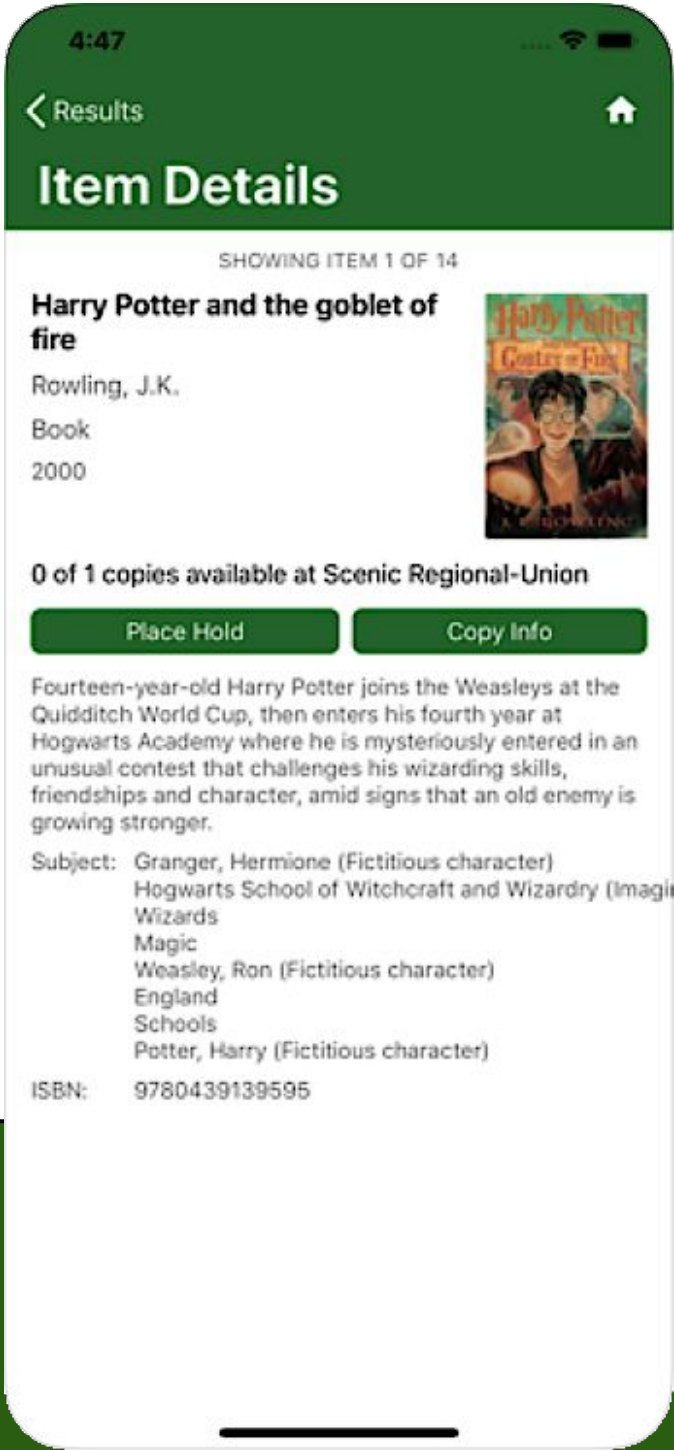 4:47
Results
Item Details
SHOWING ITEM 1 OF 14
Harry Potter and the goblet of
fire
Rowling, J.K.
Book
2000
Harry Potter
AND THE
Goblet of Fire
J. K. ROWLING
0 of 1 copies available at Scenic Regional-Union
Place Hold
Copy Info
Fourteen-year-old Harry Potter joins the Weasleys at the
Quidditch World Cup, then enters his fourth year at
Hogwarts Academy where he is mysteriously entered in an
unusual contest that challenges his wizarding skills,
friendships and character, amid signs that an old enemy is
growing stronger.
Subject: Granger, Hermione (Fictitious character)
Hogwarts School of Witchcraft and Wizardry (Imagi
Wizards
Magic
Weasley, Ron (Fictitious character)
England
Schools
Potter, Harry (Fictitious character)
ISBN: 9780439139595